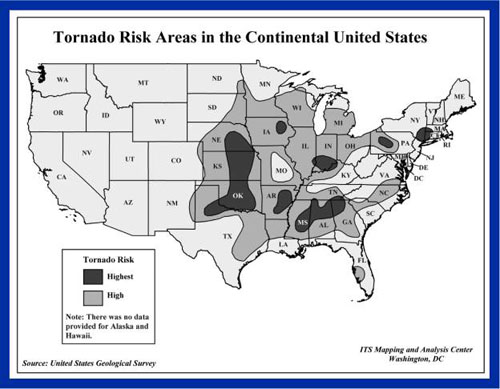 Tornado Risk Areas in the Continental United States
WA
MT
ND
MN
ME
OR
ID
SD
WI
MI
NY
VT
NH
MA
RI
WY
NE
IA
IL
IN
OH
PA
NJ
DE
DC
NV
UT
CO
KS
MO
KY
VA
CA
AZ
NM
OK
AR
TN
NC
SC
MS
AL
GA
TX
LA
FL
Tornado Risk
Highest
High
Note: There was no data
provided for Alaska and
Hawaii.
ITS Mapping and Analysis Center
Washington, DC
Source: United States Geological Survey